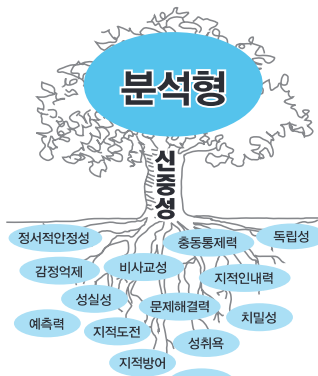 분석형
신중성
정서적안정성
충동통제력
독립성
감정억제
비사교성
지적인내력
성실성
문제해결력
치밀성
예측력
지적도전
성취욕
지적방어